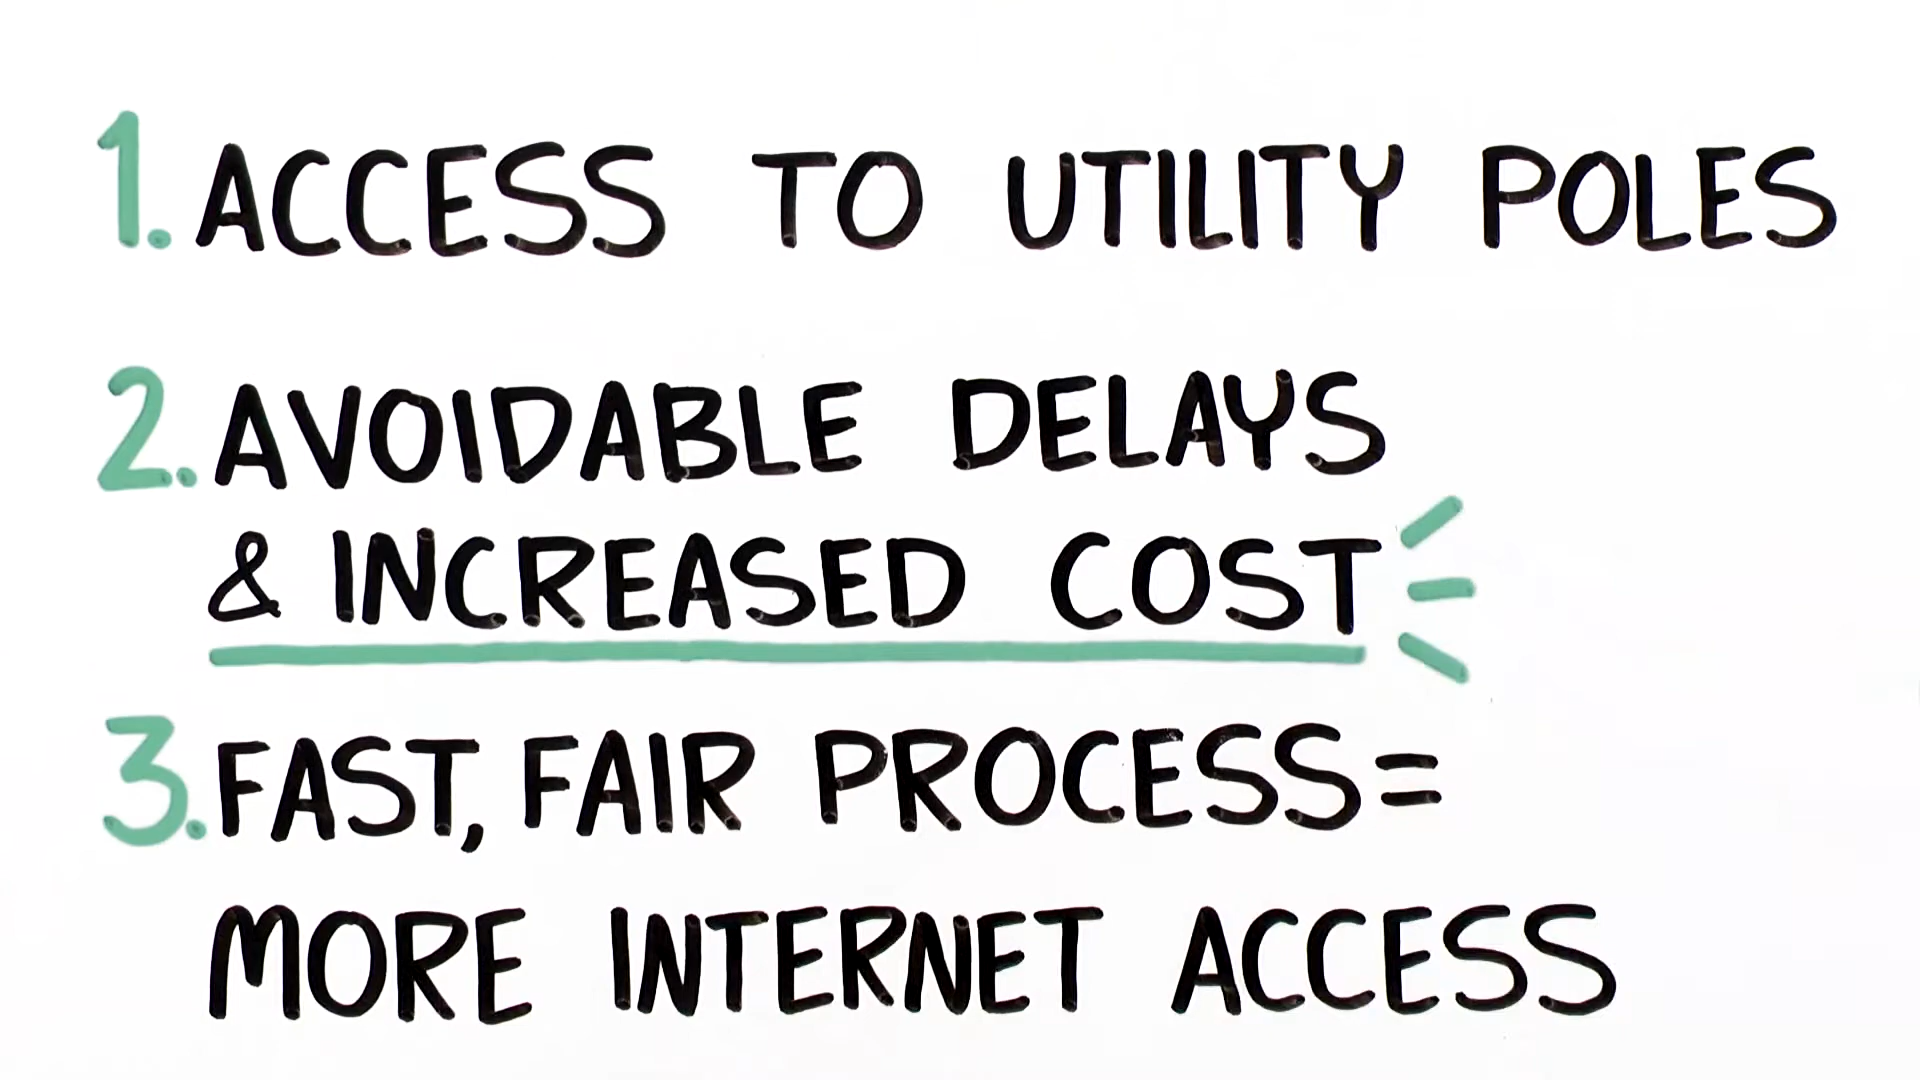 1. ACCESS TO UTILITY POLES
2. AVOIDABLE DELAYS
& INCREASED COST
3. FAST, FAIR PROCESS =
MORE INTERNET ACCESS